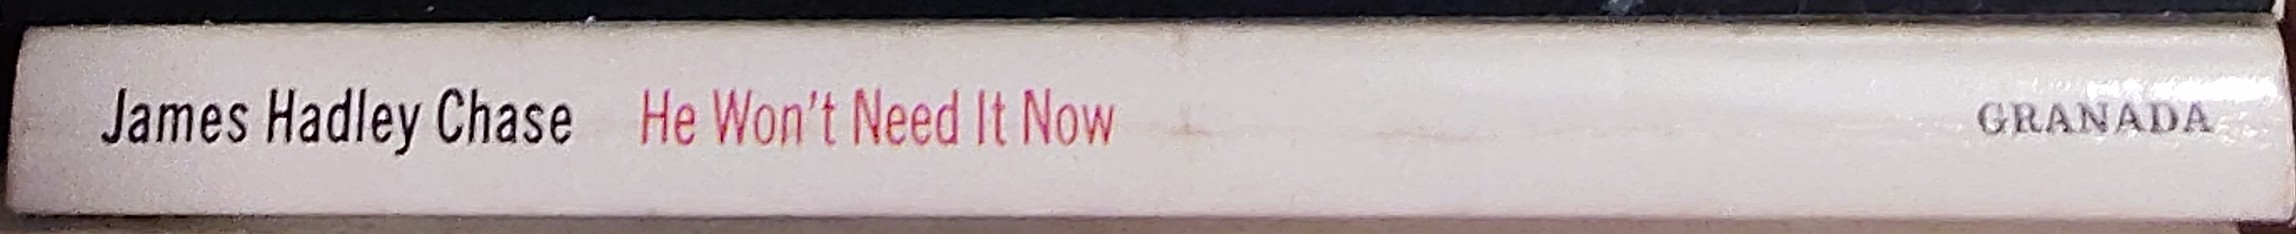 James Hadley Chase He Won't Need It Now GRANADA